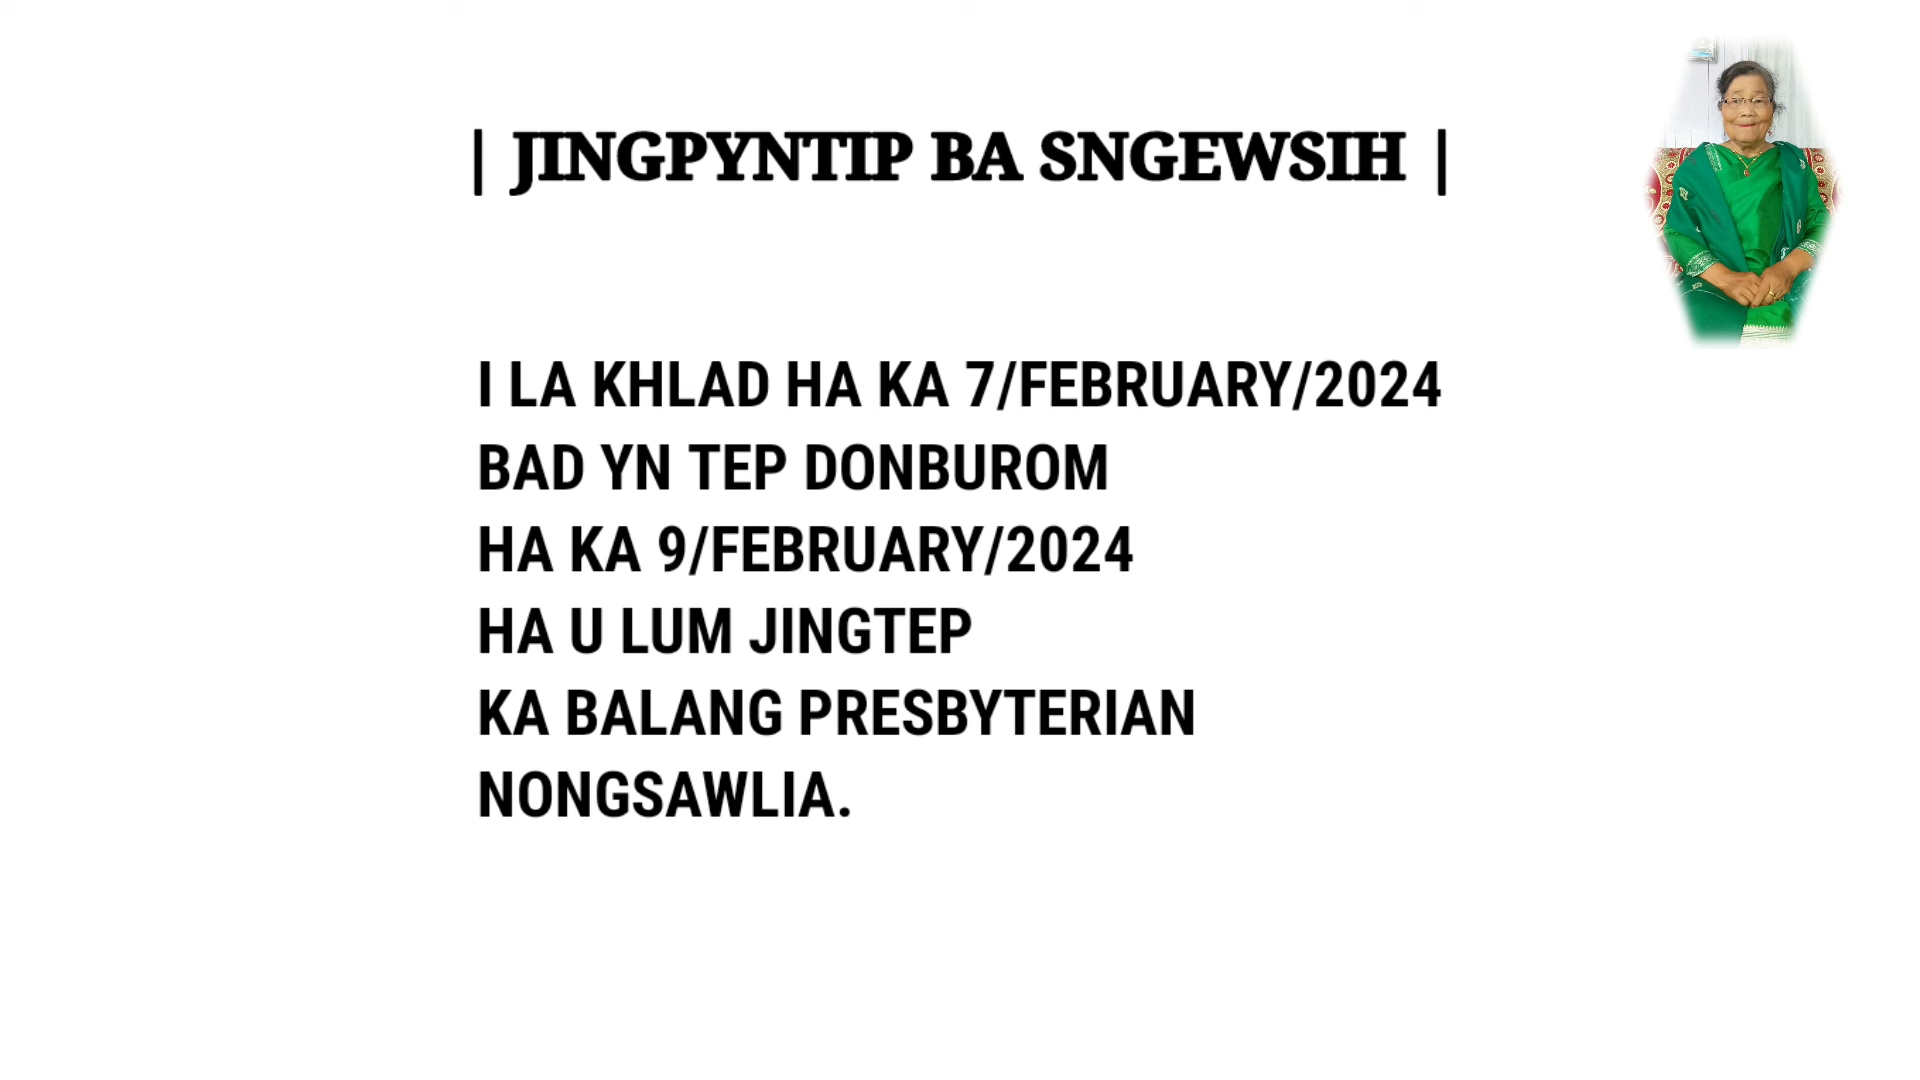 | JINGPYNTIP BA SNGEWSIH |
I LA KHLAD HA KA 7/FEBRUARY/2024
BAD YN TEP DONBUROM
HA KA 9/FEBRUARY/2024
HA U LUM JINGTEP
KA BALANG PRESBYTERIAN
NONGSAWLIA.